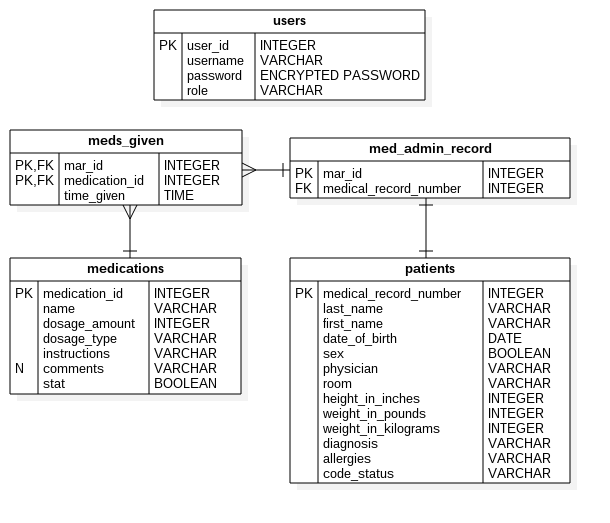 users
PK user_id INTEGER
username VARCHAR
password ENCRYPTED PASSWORD
role VARCHAR
meds_given
PK,FK mar_id INTEGER
PK,FK medication_id INTEGER
time_given TIME
med_admin_record
PK mar_id INTEGER
FK medical_record_number INTEGER
medications
PK medication_id INTEGER
name VARCHAR
dosage_amount INTEGER
dosage_type VARCHAR
instructions VARCHAR
N comments VARCHAR
stat BOOLEAN
patients
PK medical_record_number INTEGER
last_name VARCHAR
first_name VARCHAR
date_of_birth DATE
sex BOOLEAN
physician VARCHAR
room VARCHAR
height_in_inches INTEGER
weight_in_pounds INTEGER
weight_in_kilograms INTEGER
diagnosis VARCHAR
allergies VARCHAR
code_status VARCHAR